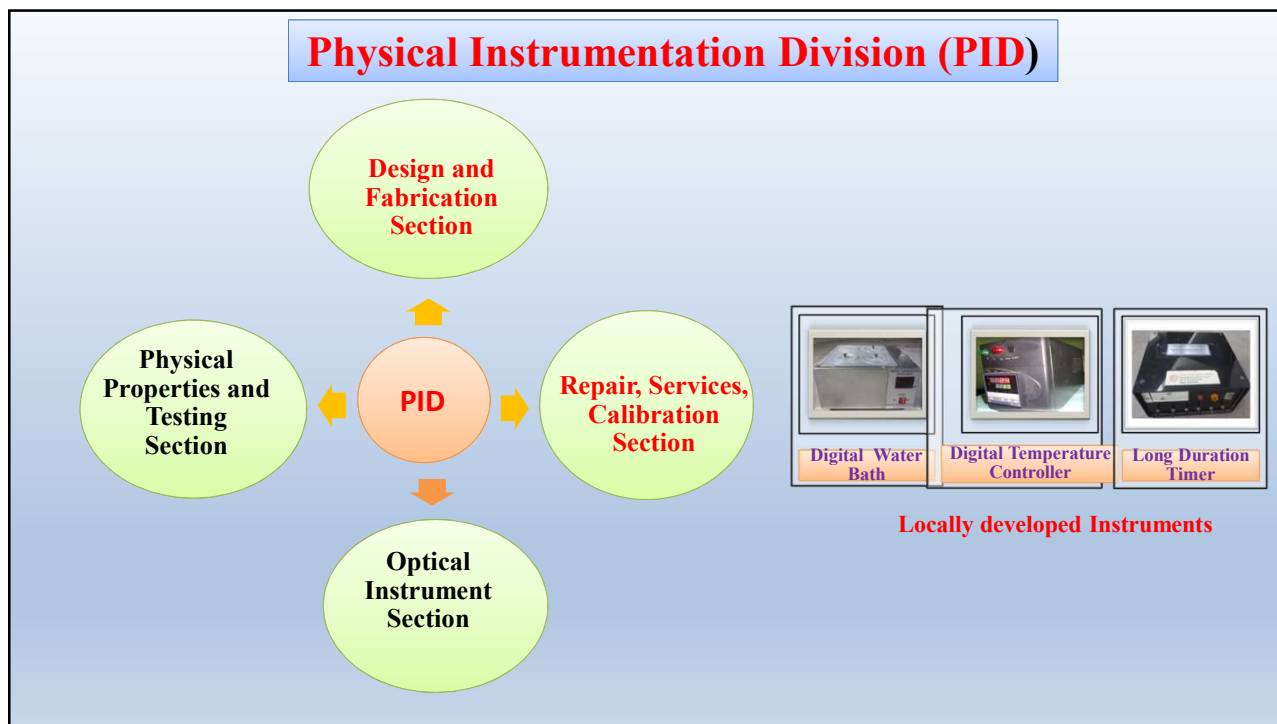 Physical Instrumentation Division (PID)
Design and
Fabrication
Section
Physical
Properties and
Testing
Section
PID
Repair, Services,
Calibration
Section
Optical
Instrument
Section
Digital Water
Bath
Digital Temperature
Controller
Long Duration
Timer
Locally developed Instruments